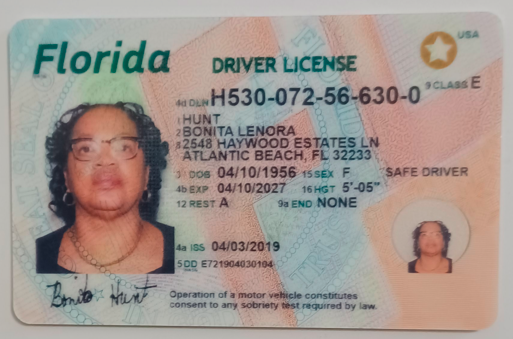 Florida DRIVER LICENSE USA
9 CLASS E
4d DLN H530-072-56-630-0
1 HUNT
2 BONITA LENORA
8 2548 HAYWOOD ESTATES LN
ATLANTIC BEACH, FL 32233
3 DOB 04/10/1956 15 SEX F SAFE DRIVER
4b EXP 04/10/2027 16 HGT 5'-05"
12 REST A 9a END NONE
4a ISS 04/03/2019
5 DD E721904030104
Bonita Hunt
Operation of a motor vehicle constitutes
consent to any sobriety test required by law.